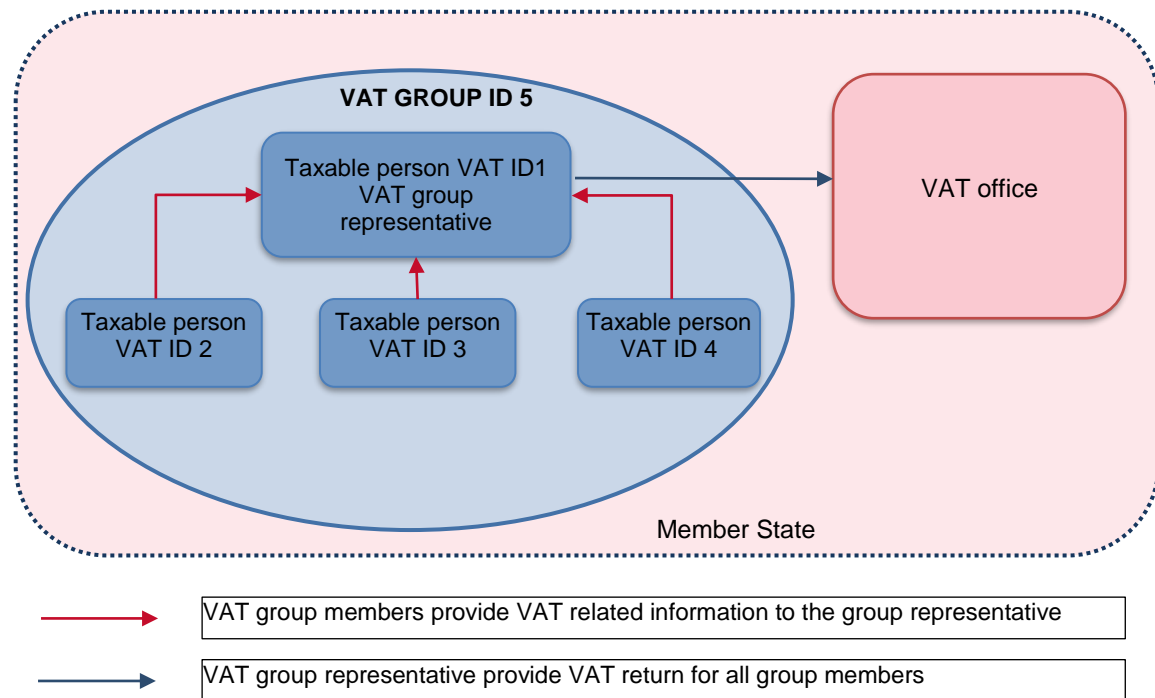 VAT GROUP ID 5
Taxable person VAT ID1
VAT group
representative
VAT office
Taxable person
VAT ID 2
Taxable person
VAT ID 3
Taxable person
VAT ID 4
Member State
VAT group members provide VAT related information to the group representative
VAT group representative provide VAT return for all group members